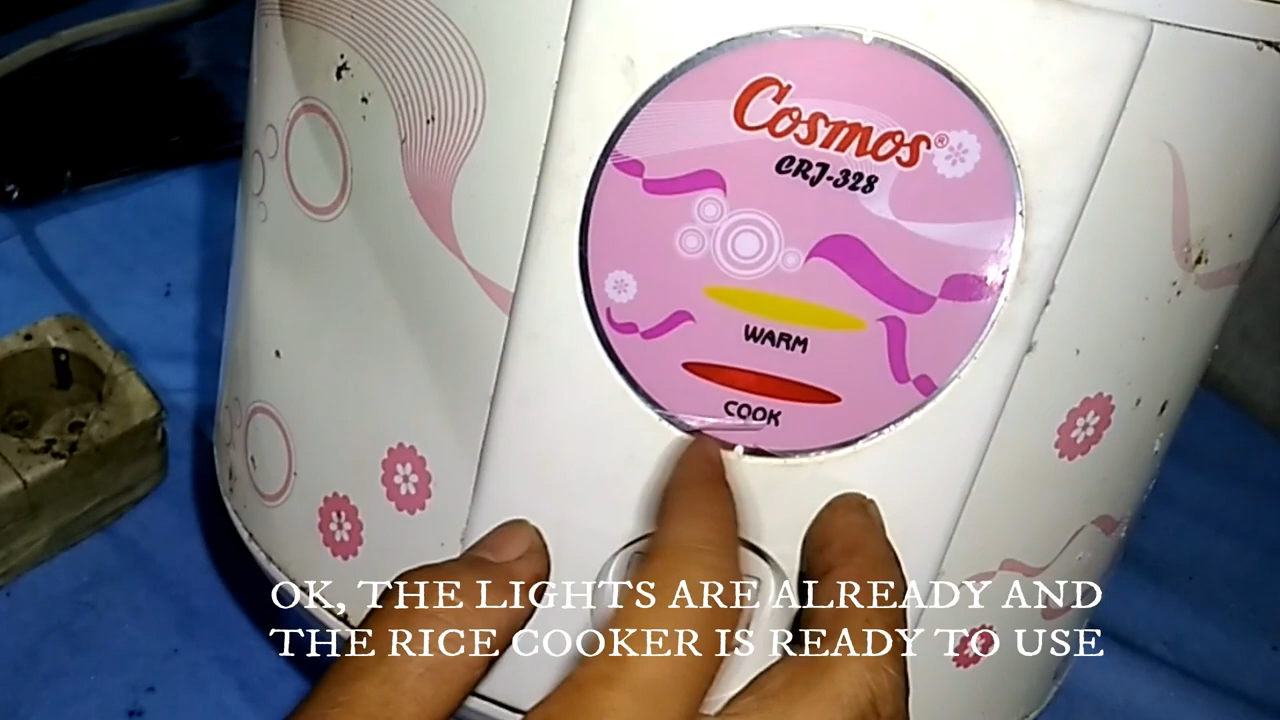 Cosmos®
CRJ-328
WARM
COOK
OK, THE LIGHTS ARE ALREADY AND
THE RICE COOKER IS READY TO USE